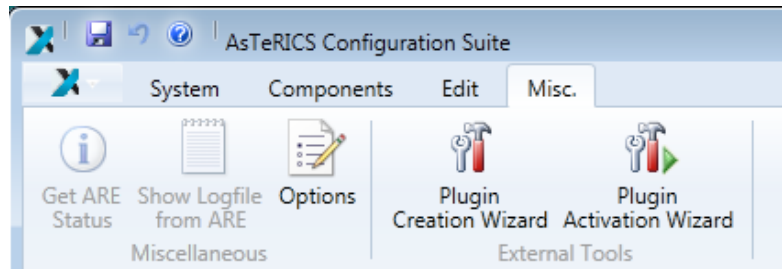 AsTeRICS Configuration Suite
System Components Edit Misc.
Get ARE Show Logfile Options Plugin Plugin
Status from ARE Creation Wizard Activation Wizard
Miscellaneous External Tools